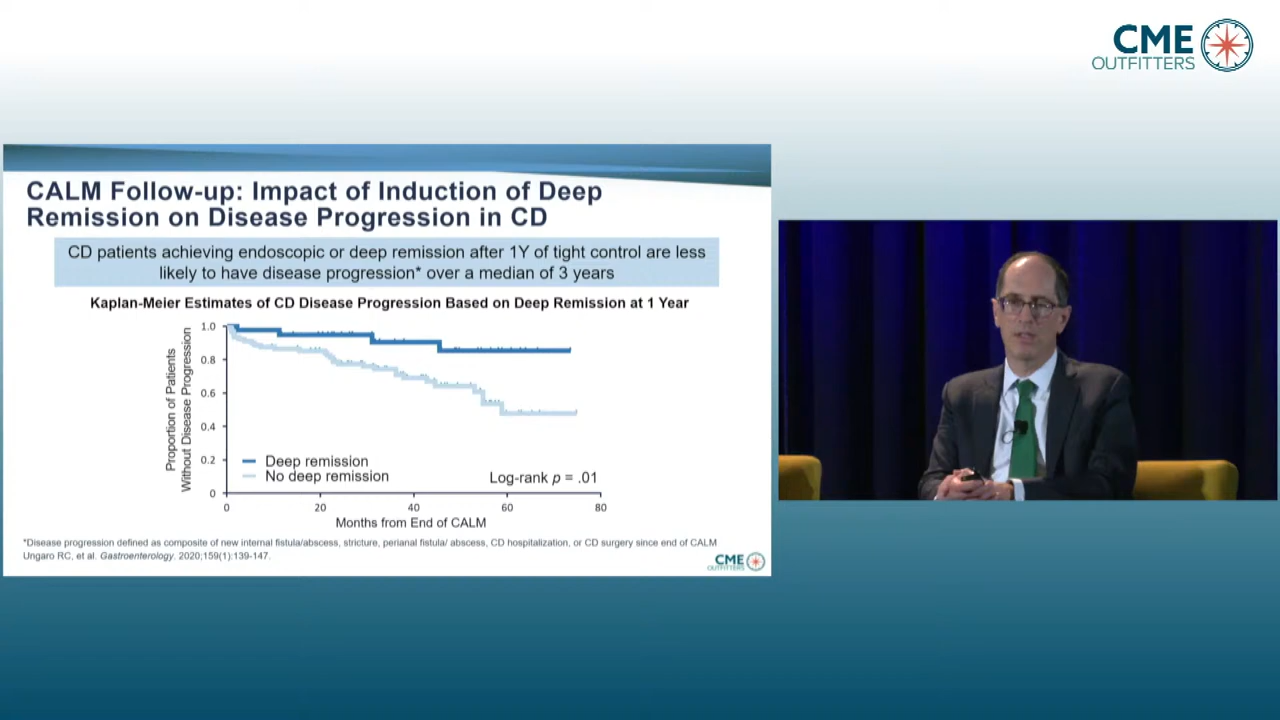 CME
OUTFITTERS
CALM Follow-up: Impact of Induction of Deep
Remission on Disease Progression in CD
CD patients achieving endoscopic or deep remission after 1Y of tight control are less
likely to have disease progression* over a median of 3 years
Kaplan-Meier Estimates of CD Disease Progression Based on Deep Remission at 1 Year
Proportion of Patients
Without Disease Progression
1.0
0.8
0.6
0.4
0.2
0
Deep remission
No deep remission
Log-rank p = .01
0 20 40 60 80
Months from End of CALM
*Disease progression defined as composite of new internal fistula/abscess, stricture, perianal fistula/ abscess, CD hospitalization, or CD surgery since end of CALM
Ungaro RC, et al. Gastroenterology. 2020;159(1):139-147.
CME
OUTFITTERS